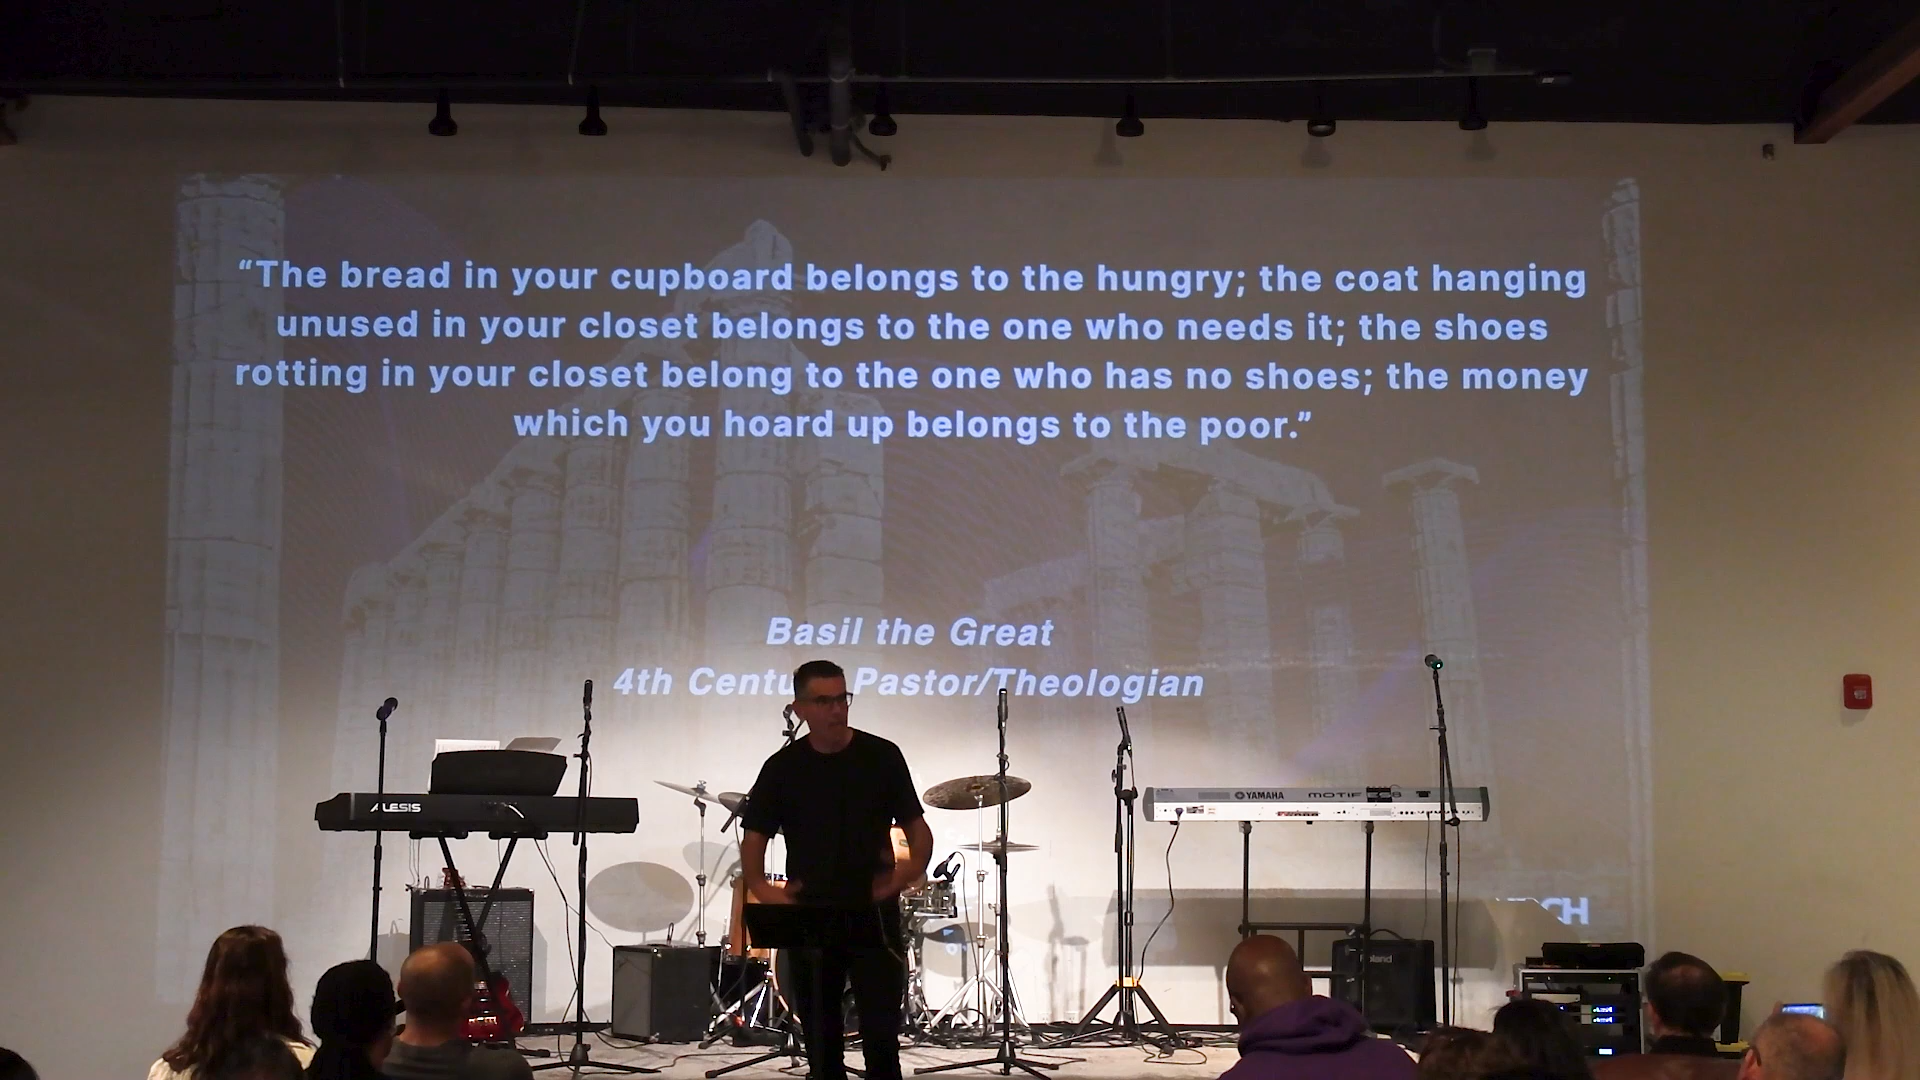 “The bread in your cupboard belongs to the hungry; the coat hanging
unused in your closet belongs to the one who needs it; the shoes
rotting in your closet belong to the one who has no shoes; the money
which you hoard up belongs to the poor.”
Basil the Great
4th Pastor/Theologian
ALESIS
YAMAHA MOTIF ES8
Roland